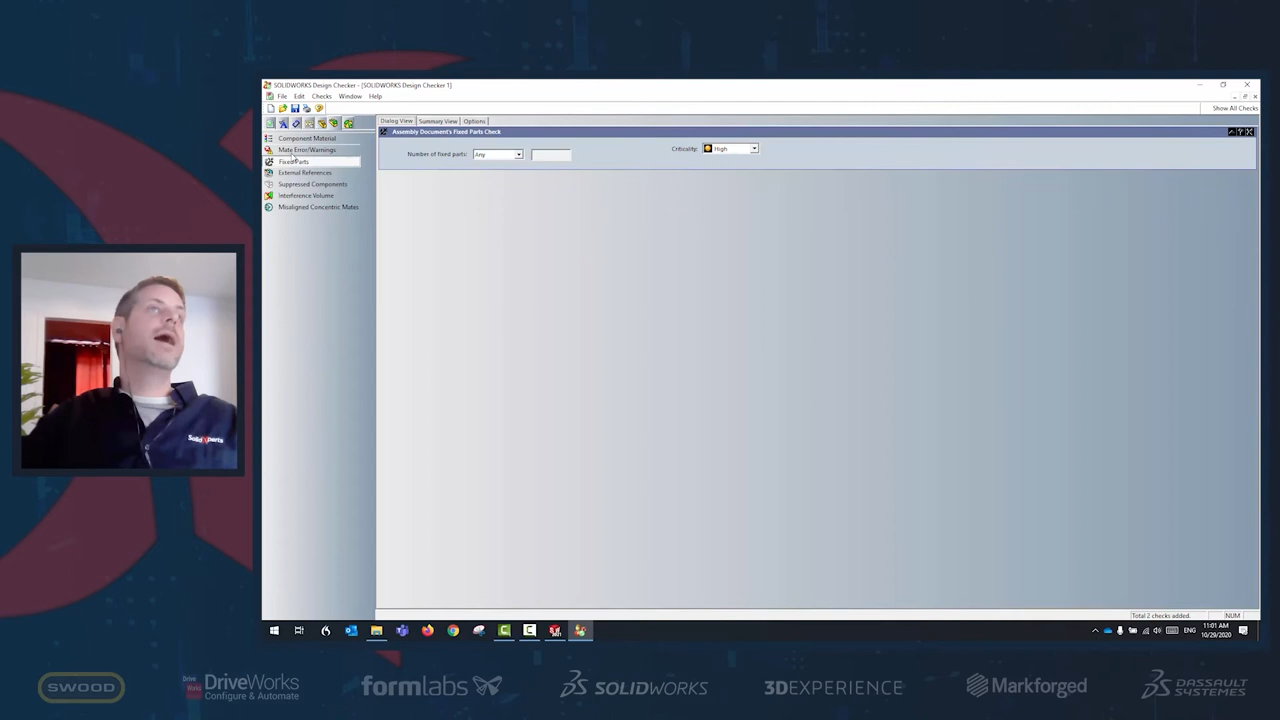 SOLIDWORKS Design Checker - [SOLIDWORKS Design Checker 1]
File Edit Checks Window Help
Show All Checks
Dialog View Summary View Options
Assembly Document's Fixed Parts Check
Component Material
Mate Error/Warnings
Fixed Parts
External References
Suppressed Components
Interference Volume
Misaligned Concentric Mates
Number of fixed parts: Any
Criticality: High
SolidXperts
Total 2 checks added. NUM
ENG
11:01 AM
10/29/2020
SWOOD
Drive Works
DriveWorks
Configure & Automate
formlabs
SOLIDWORKS
3DEXPERIENCE
Markforged
DASSAULT SYSTEMES